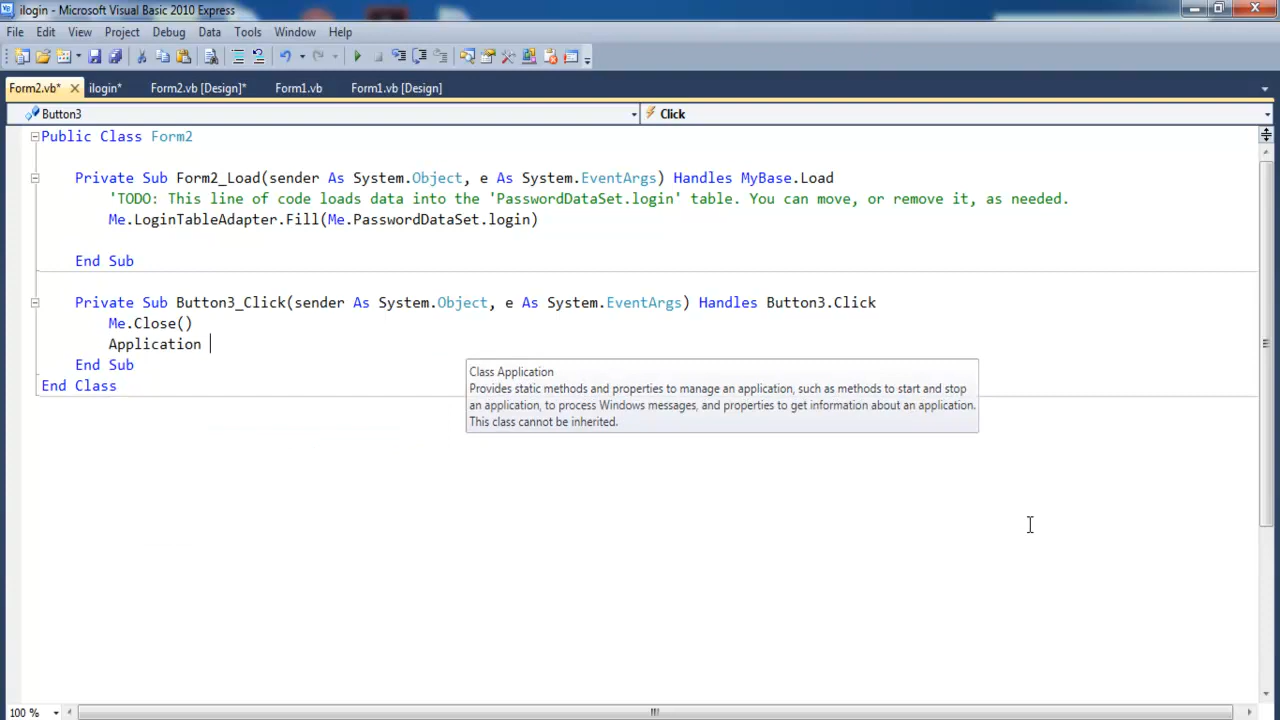 ilogin - Microsoft Visual Basic 2010 Express
File Edit View Project Debug Data Tools Window Help
Form2.vb* ilogin* Form2.vb [Design]* Form1.vb Form1.vb [Design]
Button3 Click
Public Class Form2
Private Sub Form2_Load(sender As System.Object, e As System.EventArgs) Handles MyBase.Load
'TODO: This line of code loads data into the 'PasswordDataSet.login' table. You can move, or remove it, as needed.
Me.LoginTableAdapter.Fill(Me.PasswordDataSet.login)
End Sub
Private Sub Button3_Click(sender As System.Object, e As System.EventArgs) Handles Button3.Click
Me.Close()
Application
End Sub
End Class
Class Application
Provides static methods and properties to manage an application, such as methods to start and stop
an application, to process Windows messages, and properties to get information about an application.
This class cannot be inherited.
100 %